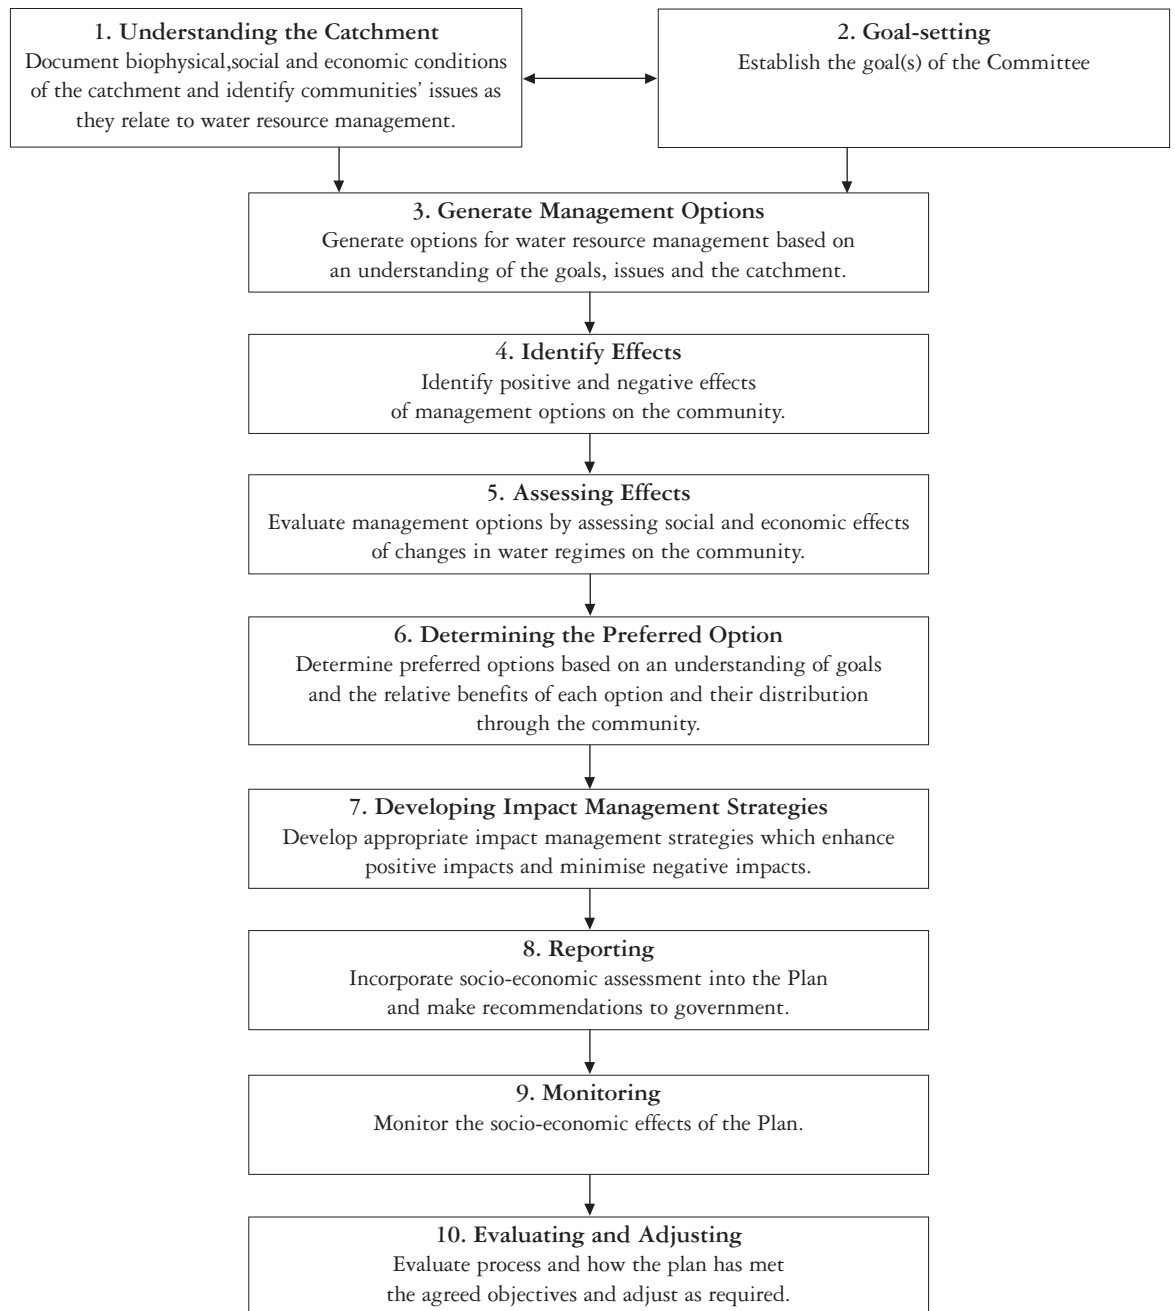 1. Understanding the Catchment
Document biophysical,social and economic conditions
of the catchment and identify communities’ issues as
they relate to water resource management.
2. Goal-setting
Establish the goal(s) of the Committee
3. Generate Management Options
Generate options for water resource management based on
an understanding of the goals, issues and the catchment.
4. Identify Effects
Identify positive and negative effects
of management options on the community.
5. Assessing Effects
Evaluate management options by assessing social and economic effects
of changes in water regimes on the community.
6. Determining the Preferred Option
Determine preferred options based on an understanding of goals
and the relative benefits of each option and their distribution
through the community.
7. Developing Impact Management Strategies
Develop appropriate impact management strategies which enhance
positive impacts and minimise negative impacts.
8. Reporting
Incorporate socio-economic assessment into the Plan
and make recommendations to government.
9. Monitoring
Monitor the socio-economic effects of the Plan.
10. Evaluating and Adjusting
Evaluate process and how the plan has met
the agreed objectives and adjust as required.